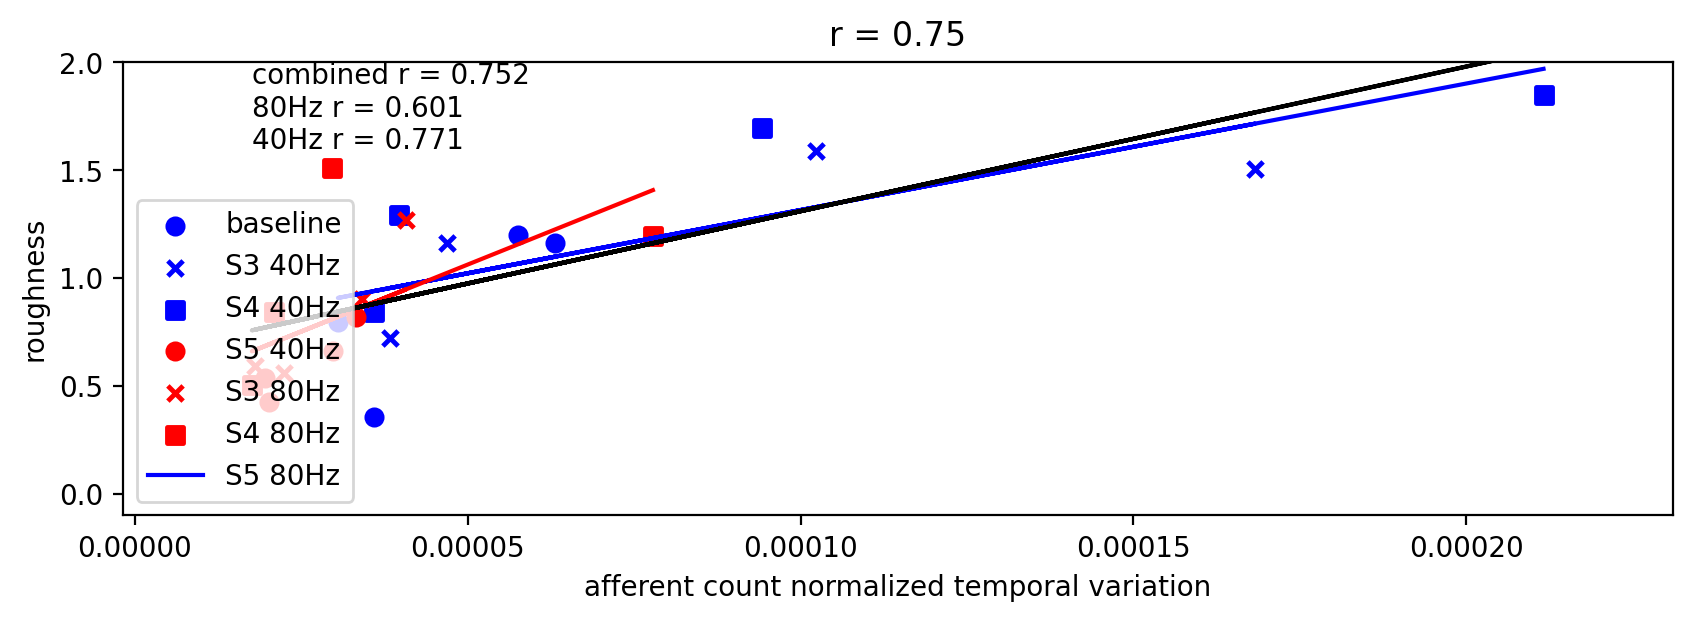 r = 0.75
combined r = 0.752
80Hz r = 0.601
40Hz r = 0.771
2.0
1.5
1.0
0.5
0.0
roughness
baseline
S3 40Hz
S4 40Hz
S5 40Hz
S3 80Hz
S4 80Hz
S5 80Hz
0.00000 0.00005 0.00010 0.00015 0.00020
afferent count normalized temporal variation